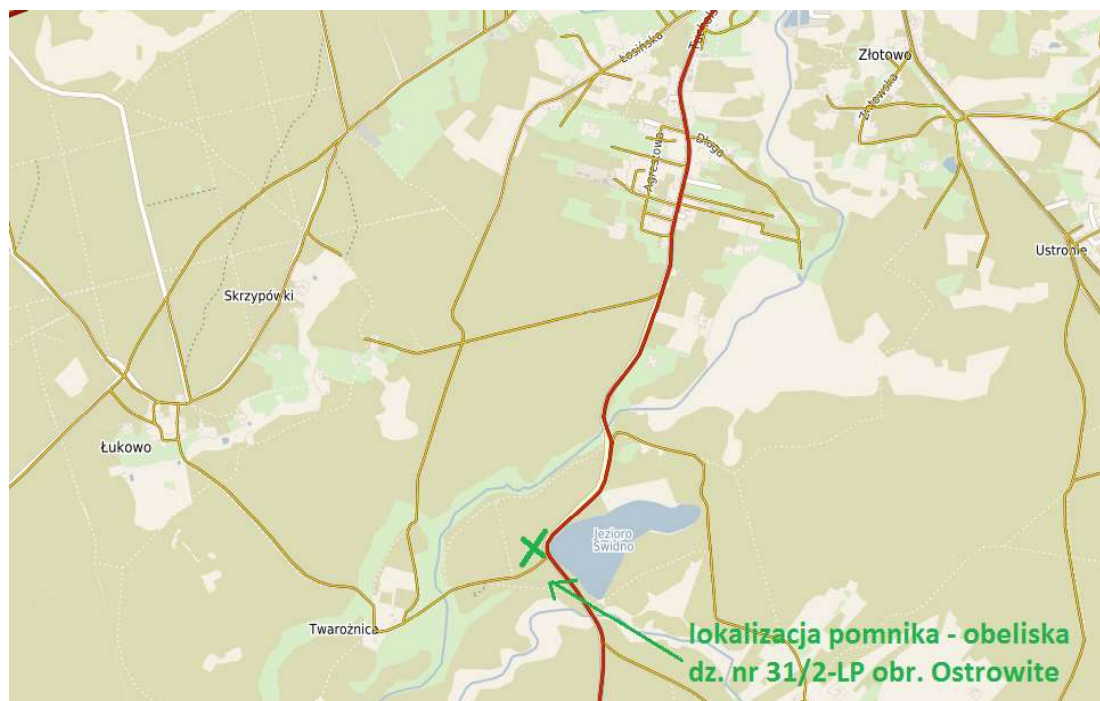 Łosińska
Złotowo
Złotowska
Długa
Agrestowa
Ustronie
Skrzypówki
Łukowo
Jezioro
Świdno
Twarożnica
lokalizacja pomnika - obeliska
dz. nr 31/2-LP obr. Ostrowite